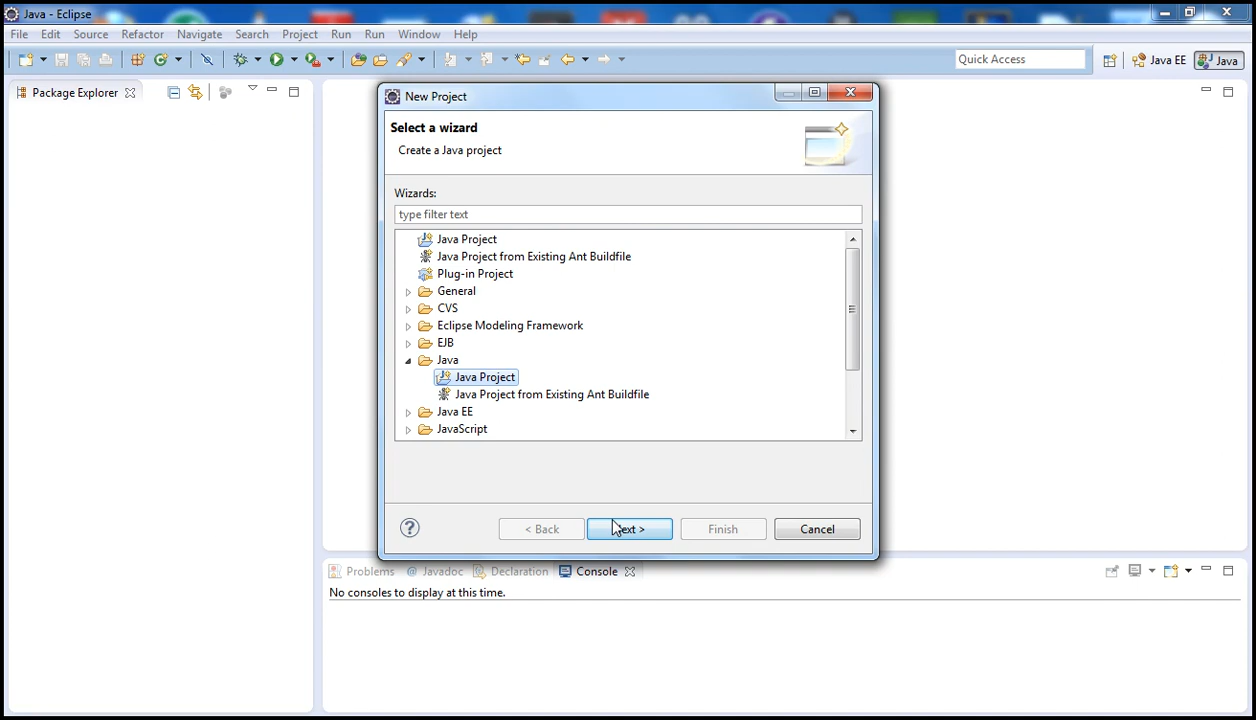 Java - Eclipse
File Edit Source Refactor Navigate Search Project Run Run Window Help
Quick Access Java EE Java
Package Explorer
New Project
Select a wizard
Create a Java project
Wizards:
type filter text
Java Project
Java Project from Existing Ant Buildfile
Plug-in Project
General
CVS
Eclipse Modeling Framework
EJB
Java
Java Project
Java Project from Existing Ant Buildfile
Java EE
JavaScript
< Back Next > Finish Cancel
Problems @ Javadoc Declaration Console
No consoles to display at this time.